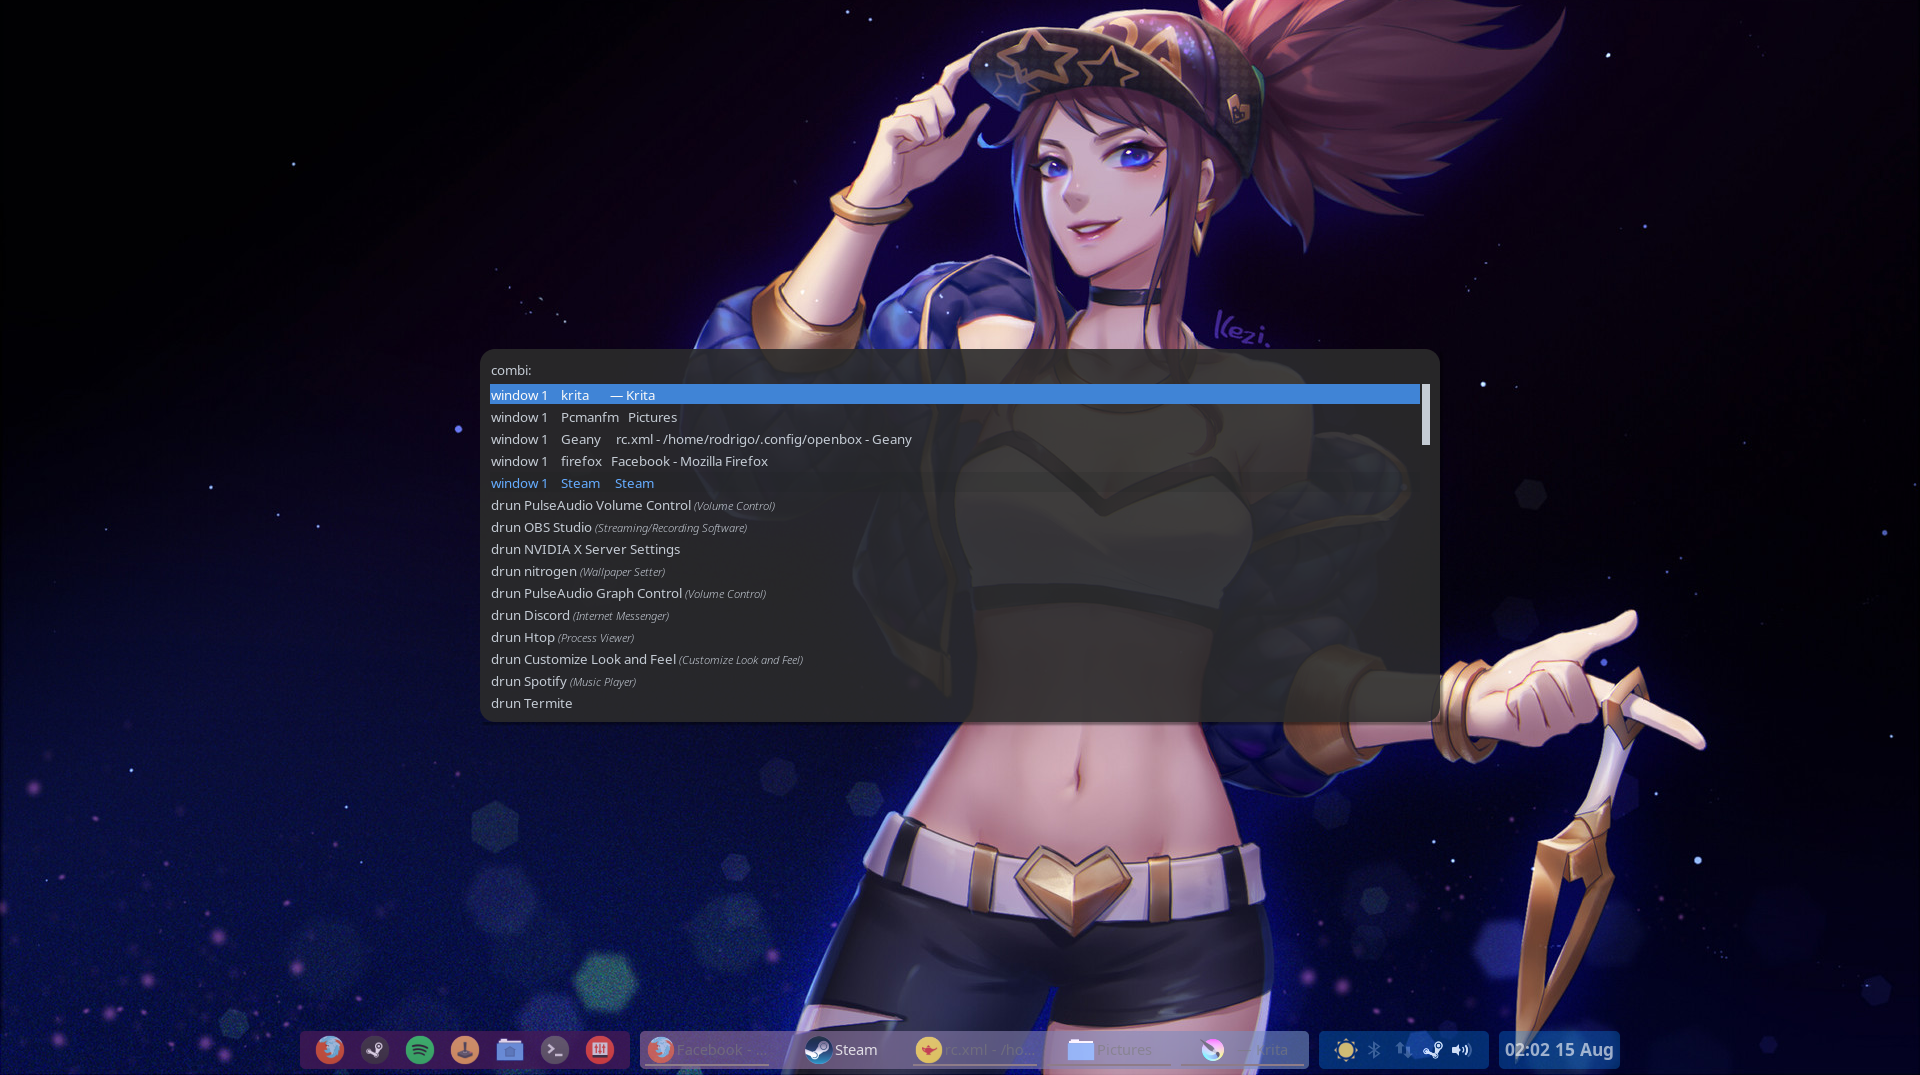 Kezi.
combi:
window 1 krita — Krita
window 1 Pcmanfm Pictures
window 1 Geany rc.xml - /home/rodrigo/.config/openbox - Geany
window 1 firefox Facebook - Mozilla Firefox
window 1 Steam Steam
drun PulseAudio Volume Control (Volume Control)
drun OBS Studio (Streaming/Recording Software)
drun NVIDIA X Server Settings
drun nitrogen (Wallpaper Setter)
drun PulseAudio Graph Control (Volume Control)
drun Discord (Internet Messenger)
drun Htop (Process Viewer)
drun Customize Look and Feel (Customize Look and Feel)
drun Spotify (Music Player)
drun Termite
Facebook - ... Steam rc.xml - /ho... Pictures — Krita 02:02 15 Aug